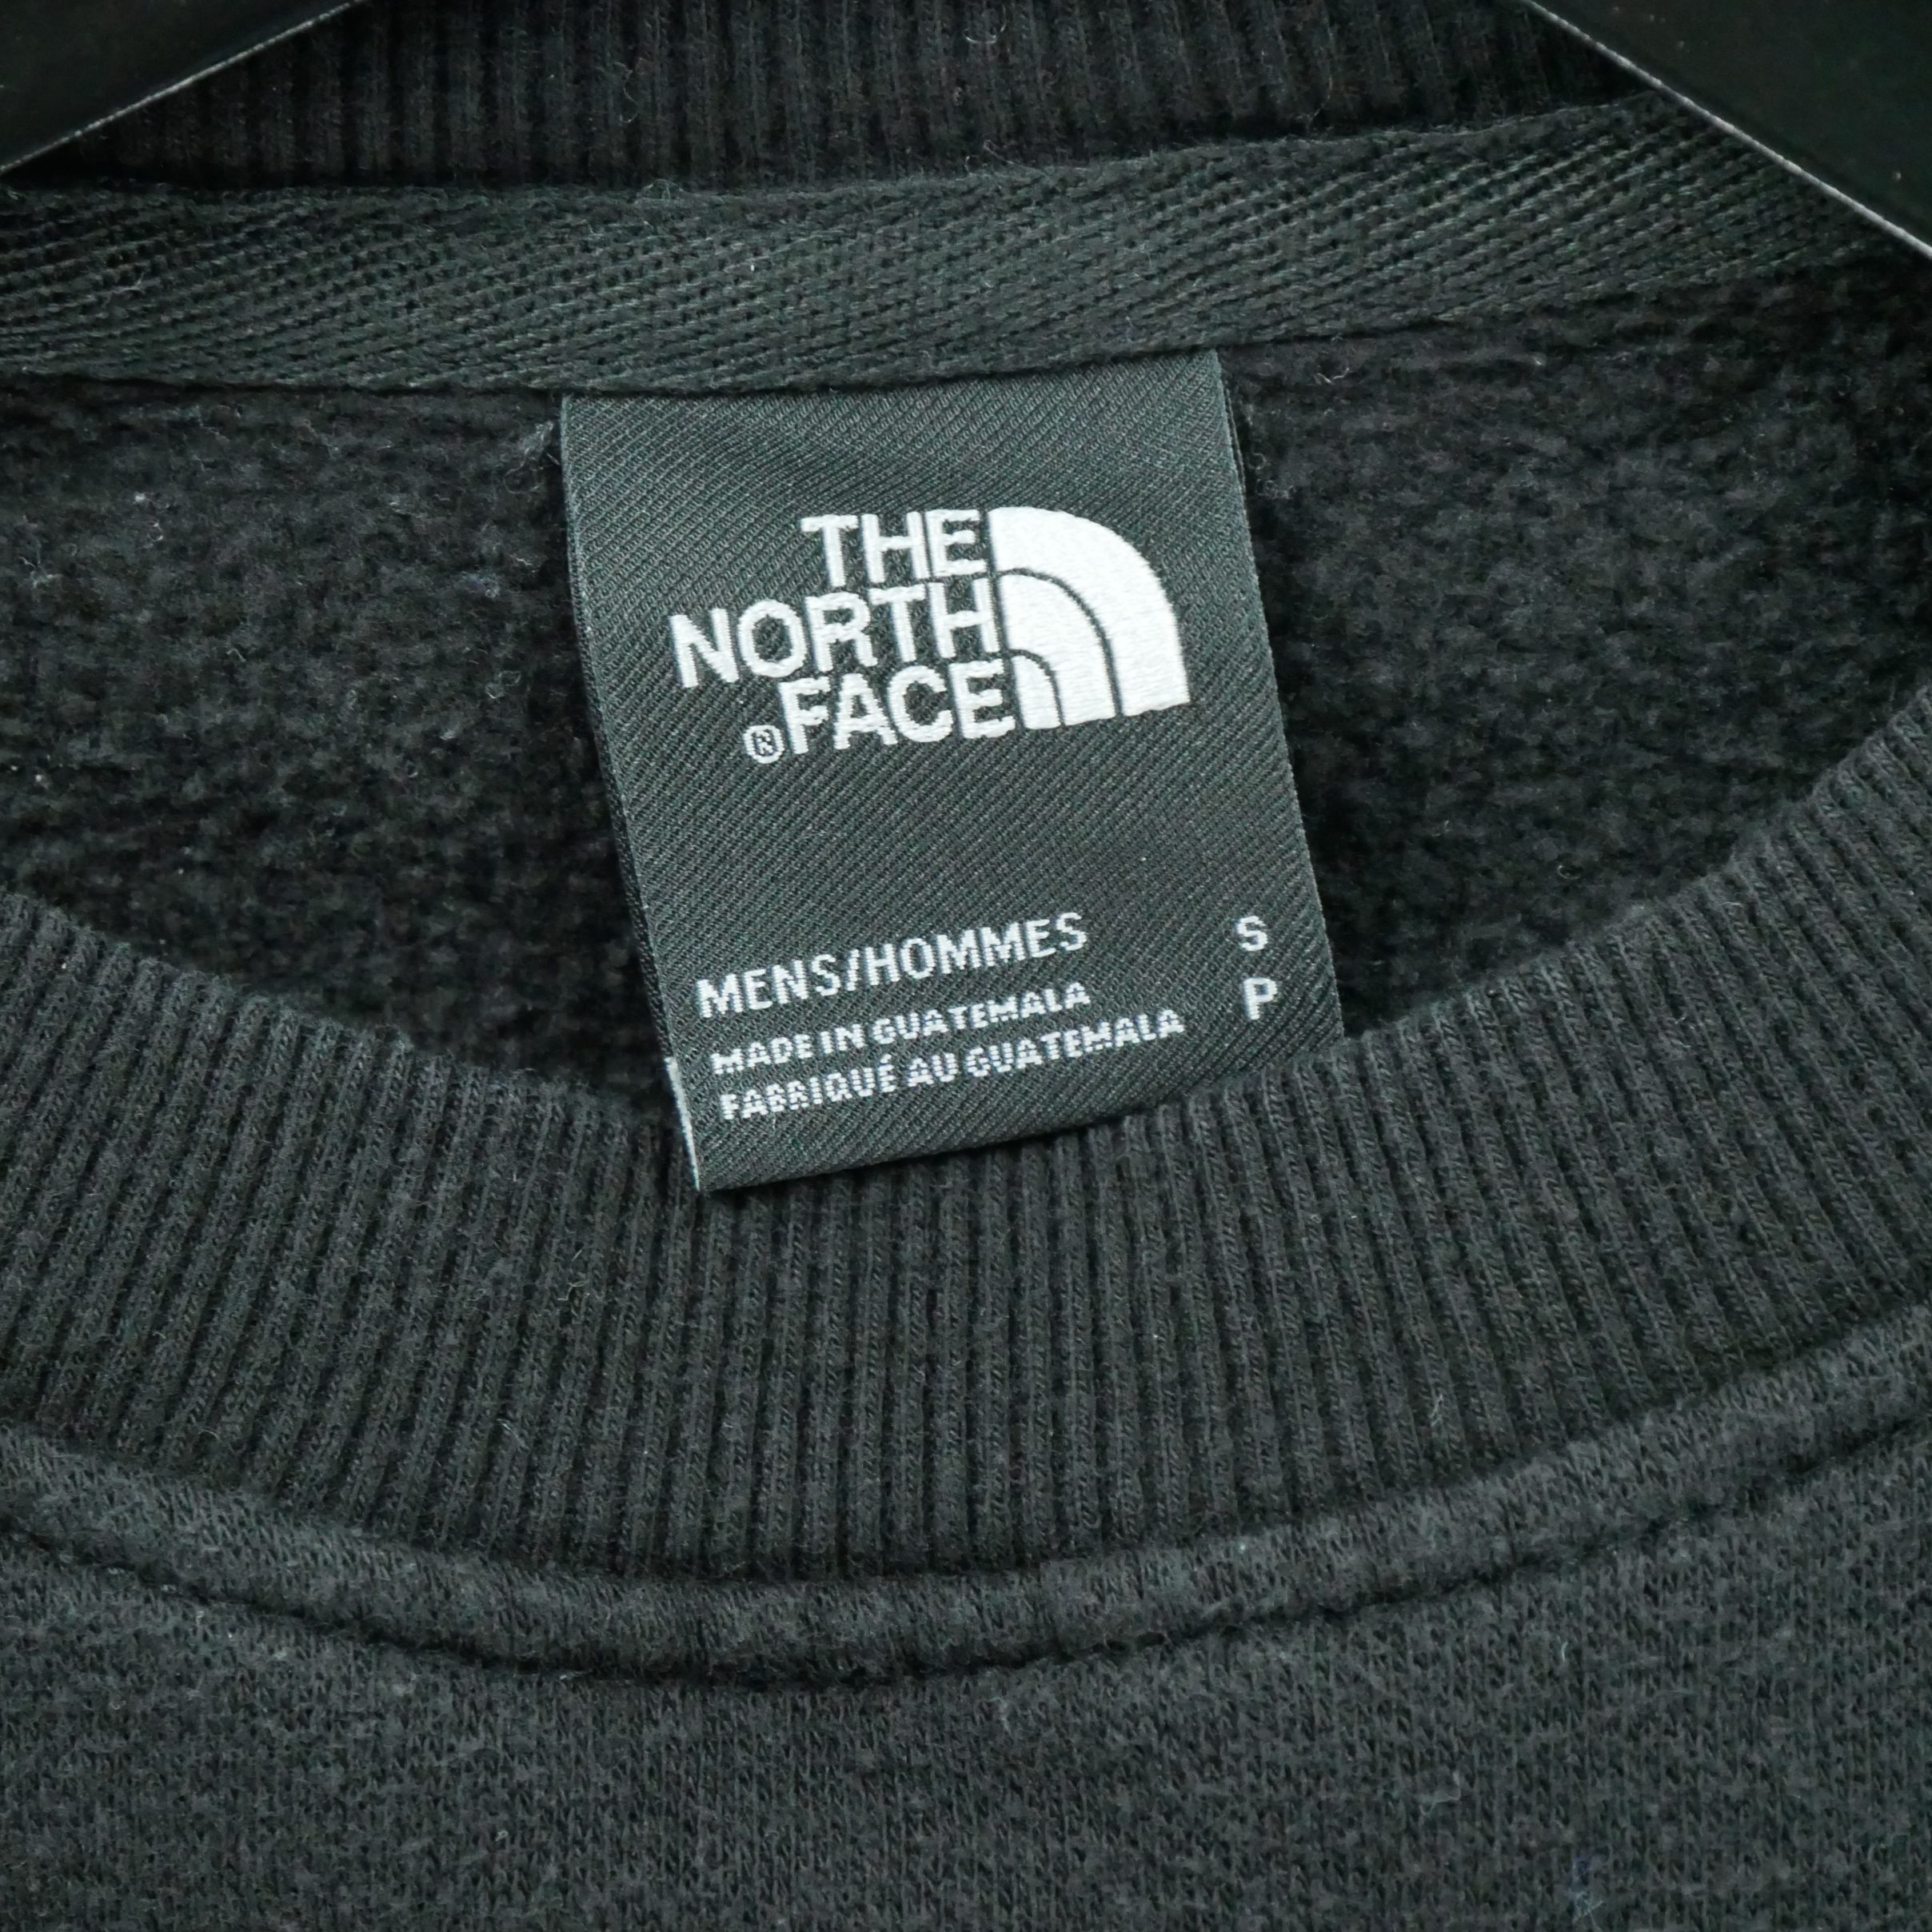 THE
NORTH
FACE
MENS/HOMMES S
MADE IN GUATEMALA P
FABRIQUÉ AU GUATEMALA